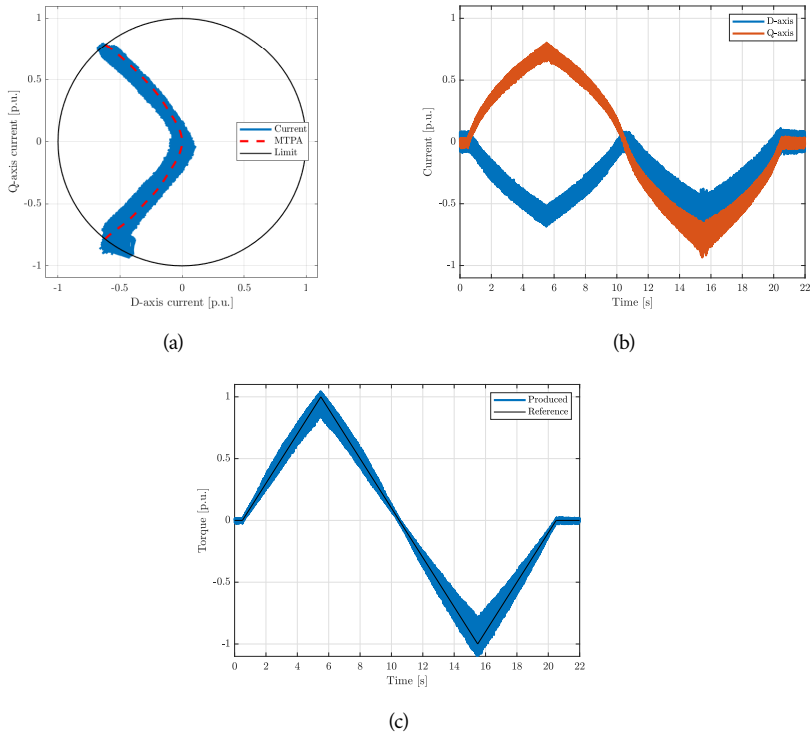 1
0.5
0
-0.5
-1
-1
-0.5
0
0.5
1
Q-axis current [p.u.]
D-axis current [p.u.]
Current
MTPA
Limit
(a)
1
0.5
0
-0.5
-1
0 2 4 6 8 10 12 14 16 18 20 22
Current [p.u.]
Time [s]
D-axis
Q-axis
(b)
1
0.5
0
-0.5
-1
0 2 4 6 8 10 12 14 16 18 20 22
Torque [p.u.]
Time [s]
Produced
Reference
(c)